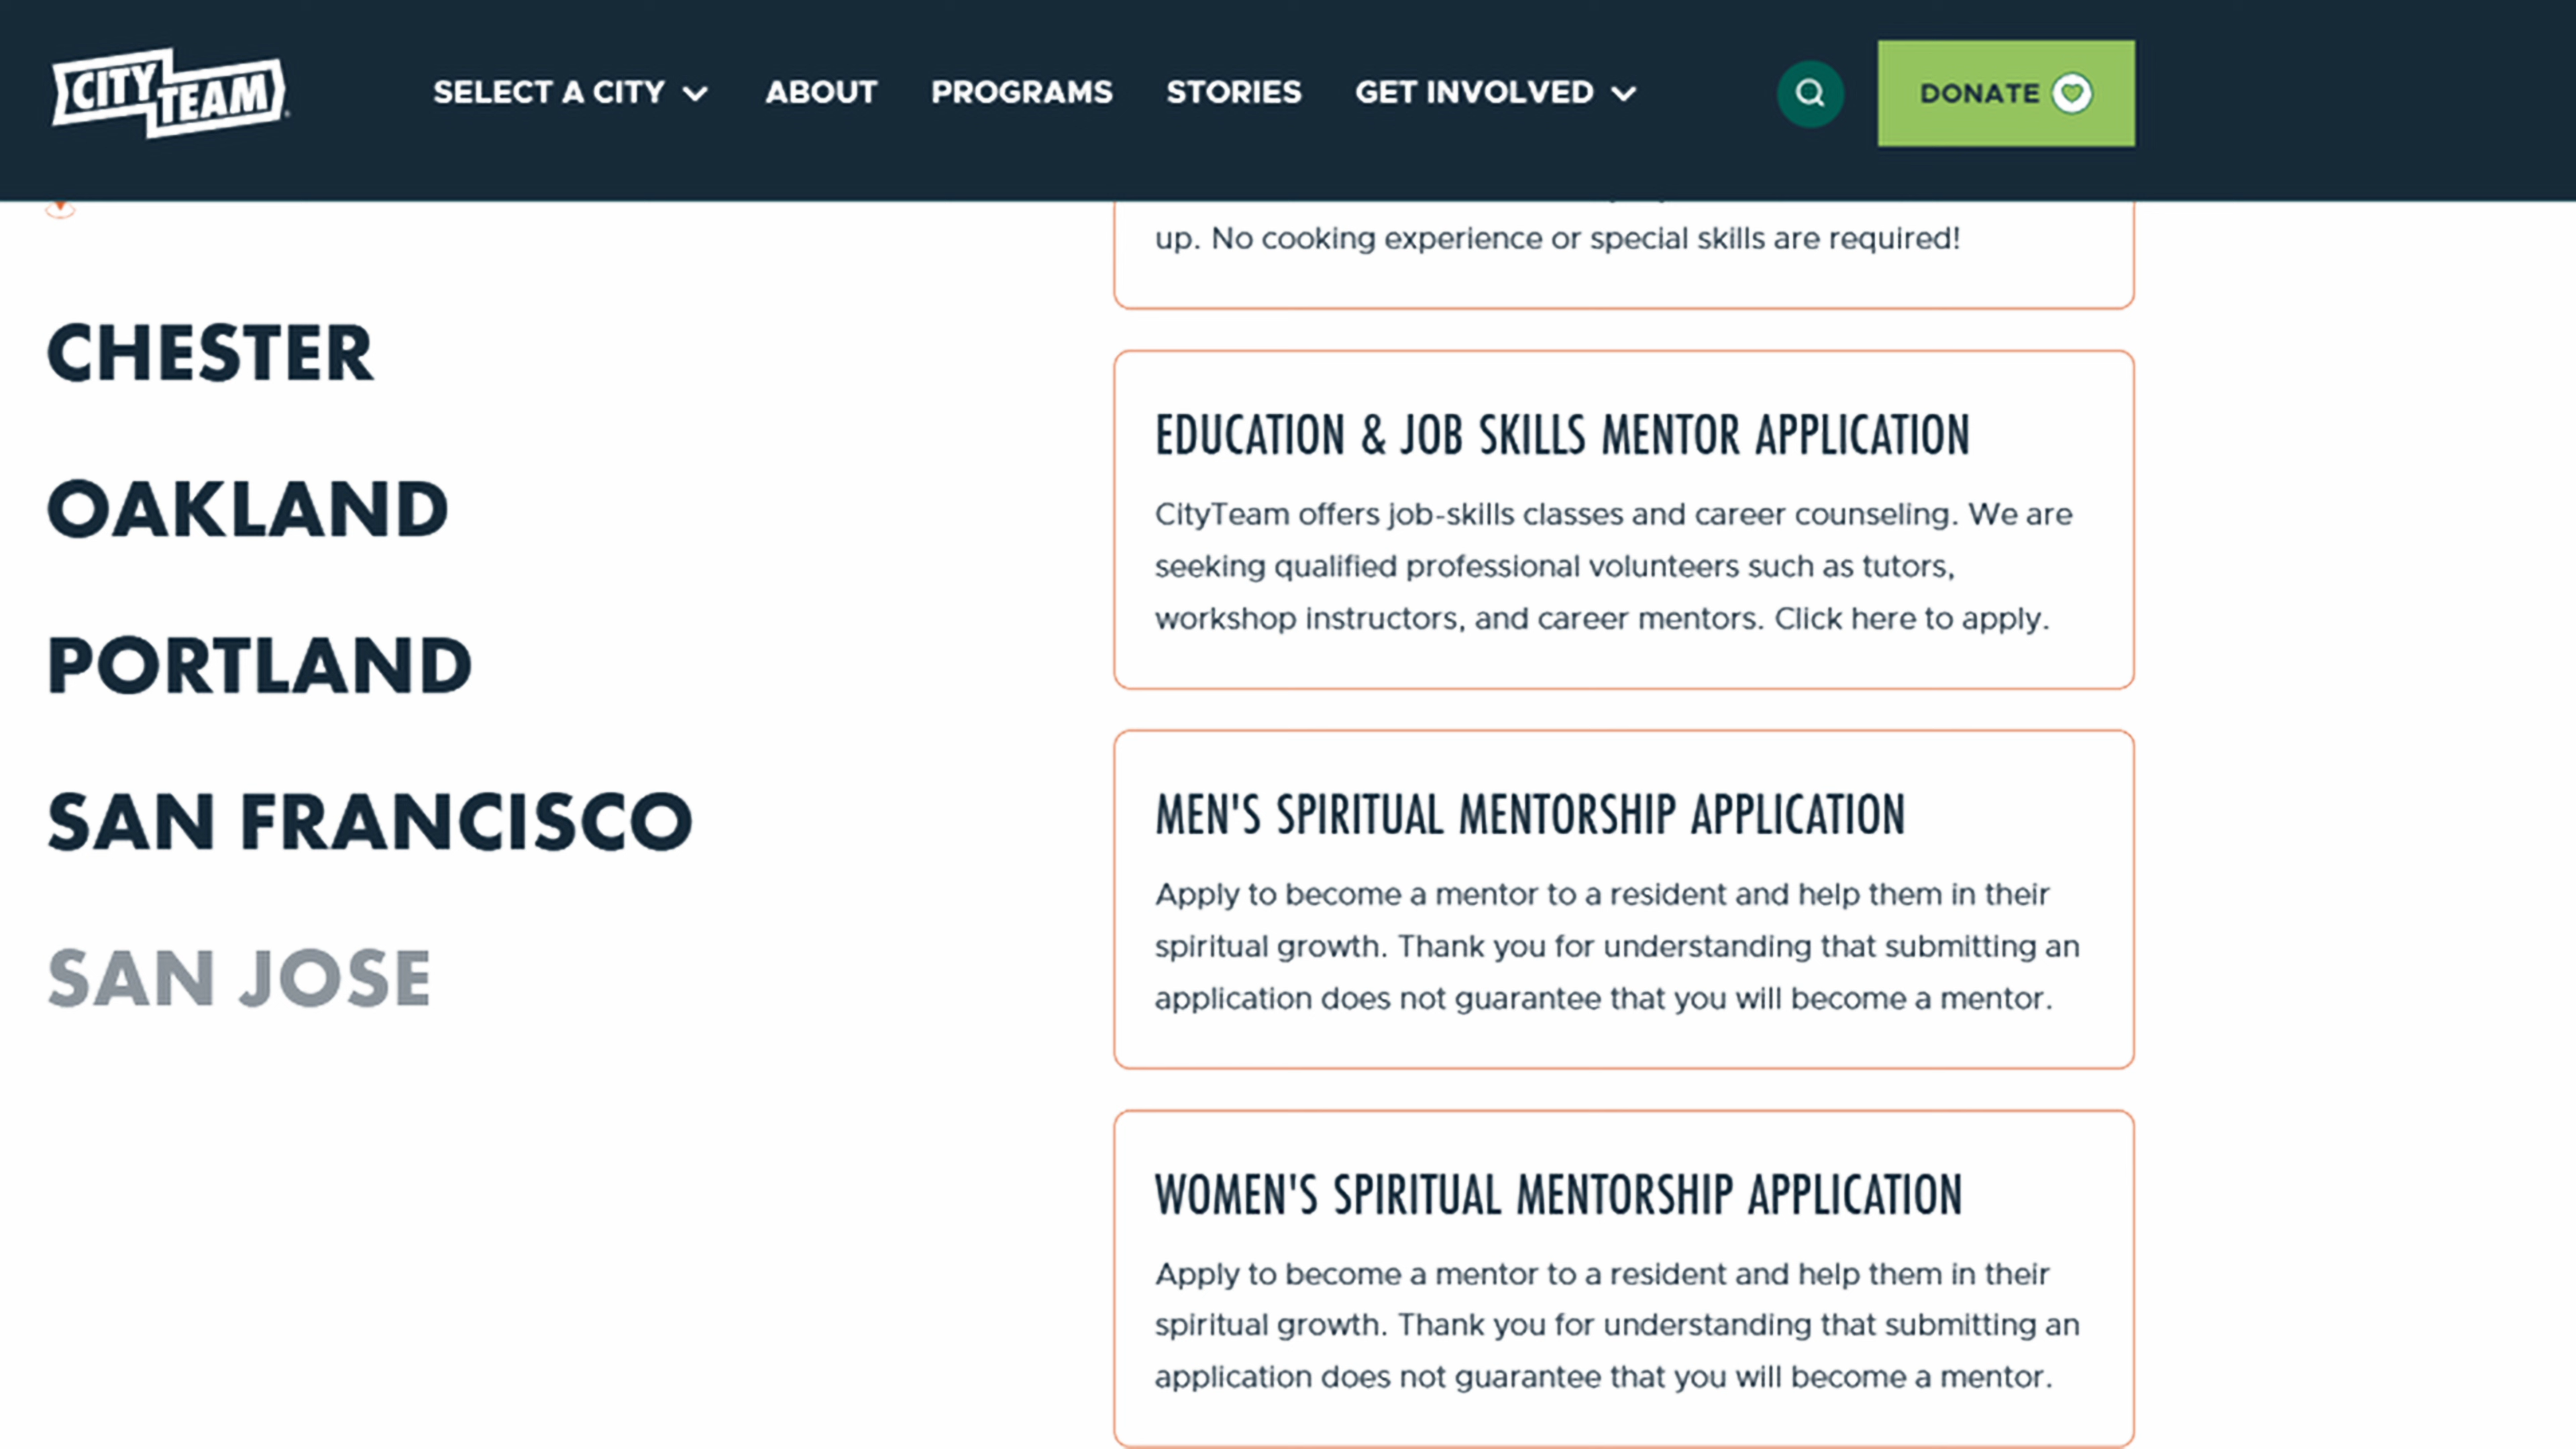 CITY TEAM
SELECT A CITY
ABOUT
PROGRAMS
STORIES
GET INVOLVED
DONATE
CHESTER
OAKLAND
PORTLAND
SAN FRANCISCO
SAN JOSE
up. No cooking experience or special skills are required!
EDUCATION & JOB SKILLS MENTOR APPLICATION
CityTeam offers job-skills classes and career counseling. We are
seeking qualified professional volunteers such as tutors,
workshop instructors, and career mentors. Click here to apply.
MEN'S SPIRITUAL MENTORSHIP APPLICATION
Apply to become a mentor to a resident and help them in their
spiritual growth. Thank you for understanding that submitting an
application does not guarantee that you will become a mentor.
WOMEN'S SPIRITUAL MENTORSHIP APPLICATION
Apply to become a mentor to a resident and help them in their
spiritual growth. Thank you for understanding that submitting an
application does not guarantee that you will become a mentor.